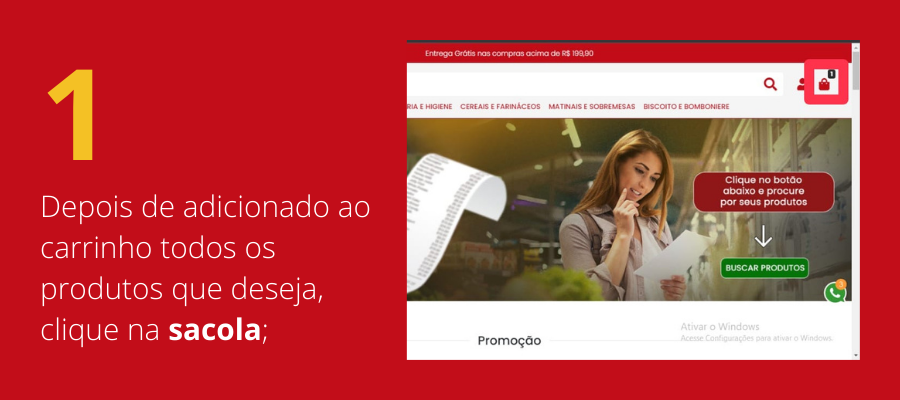 1
Depois de adicionado ao
carrinho todos os
produtos que deseja,
clique na sacola;
Entrega Grátis nas compras acima de R$ 199,90
1
RIA E HIGIENE CEREAIS E FARINÁCEOS MATINAIS E SOBREMESAS BISCOITO E BOMBONIERE
Clique no botão
abaixo e procure
por seus produtos
BUSCAR PRODUTOS
3
Ativar o Windows
Acesse Configurações para ativar o Windows.
Promoção